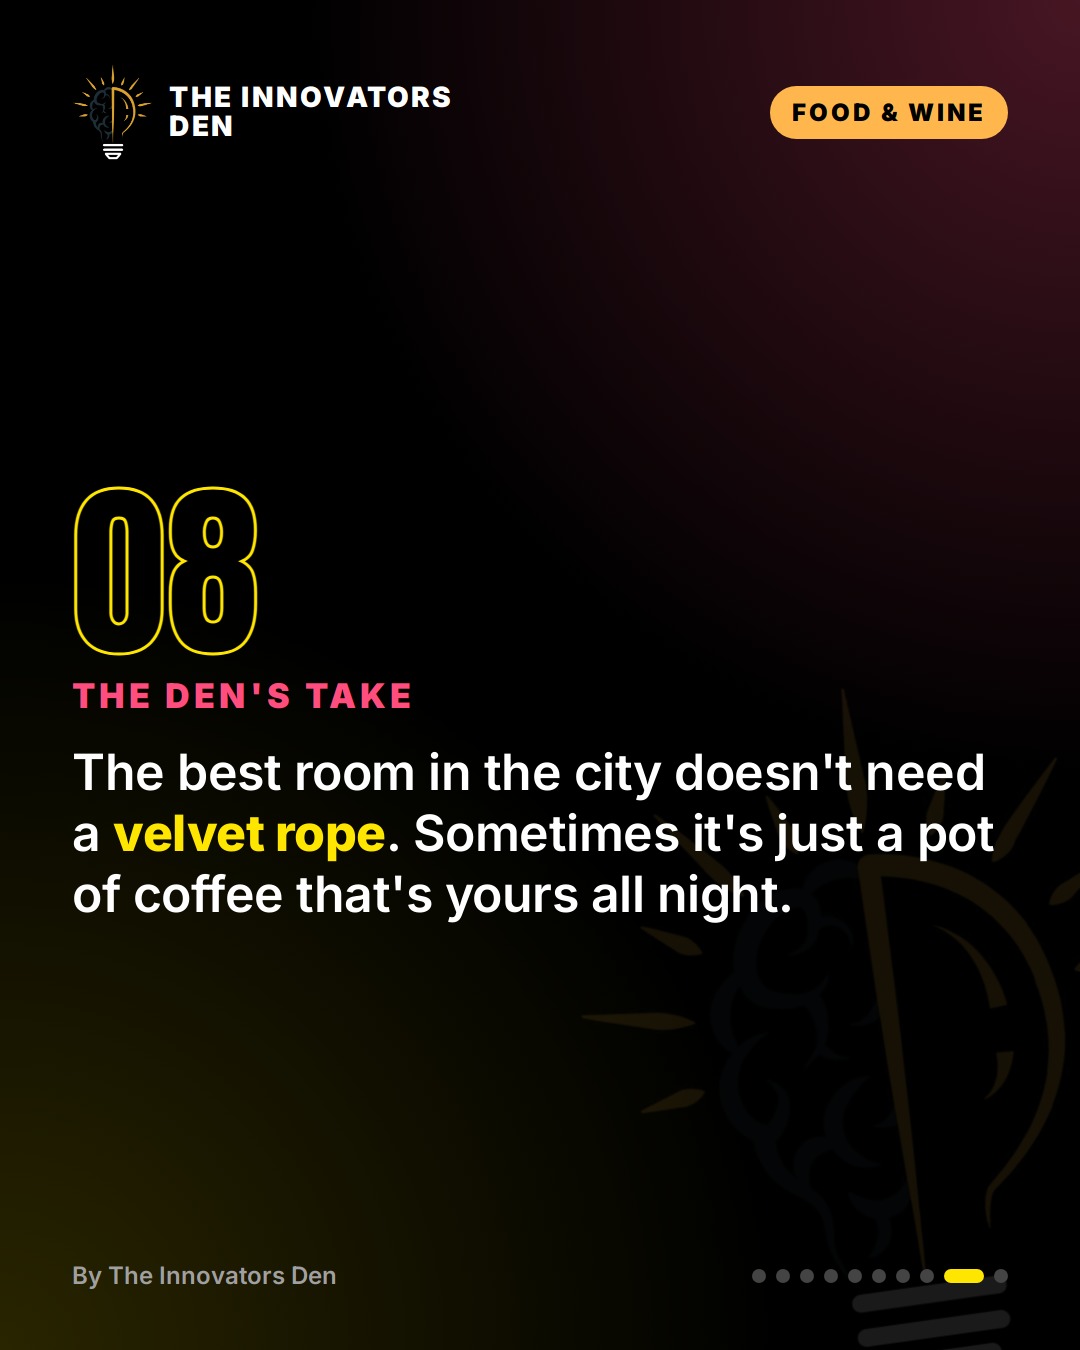 THE INNOVATORS
DEN
FOOD & WINE
08
THE DEN'S TAKE
The best room in the city doesn't need
a velvet rope. Sometimes it's just a pot
of coffee that's yours all night.
By The Innovators Den